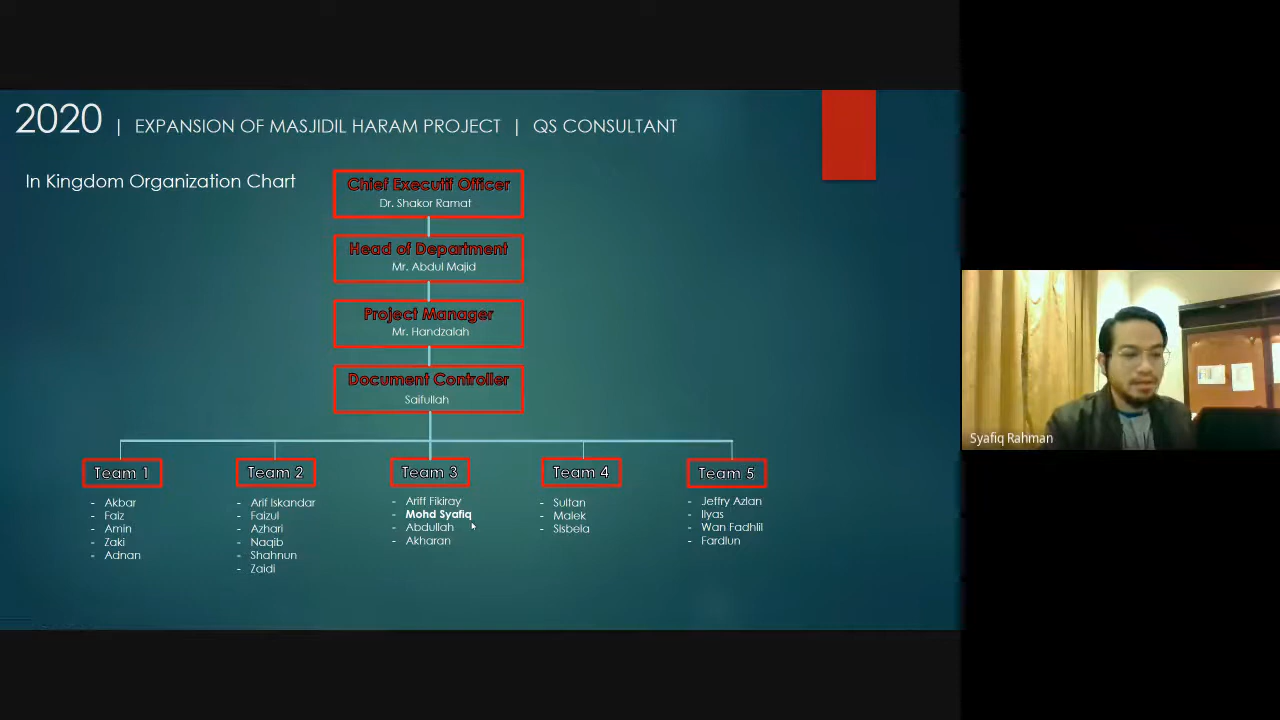 2020 | EXPANSION OF MASJIDIL HARAM PROJECT | QS CONSULTANT
In Kingdom Organization Chart
Chief Executif Officer
Dr. Shakor Ramat
Head of Department
Mr. Abdul Majid
Project Manager
Mr. Handzalah
Document Controller
Saifullah
Team 1
- Akbar
- Faiz
- Amin
- Zaki
- Adnan
Team 2
- Arif Iskandar
- Faizul
- Azhari
- Naqib
- Shahnun
- Zaidi
Team 3
- Ariff Fikiray
- Mohd Syafiq
- Abdullah
- Akharan
Team 4
- Sultan
- Malek
- Sisbela
Team 5
- Jeffry Azlan
- Ilyas
- Wan Fadhlil
- Fardlun
Syafiq Rahman